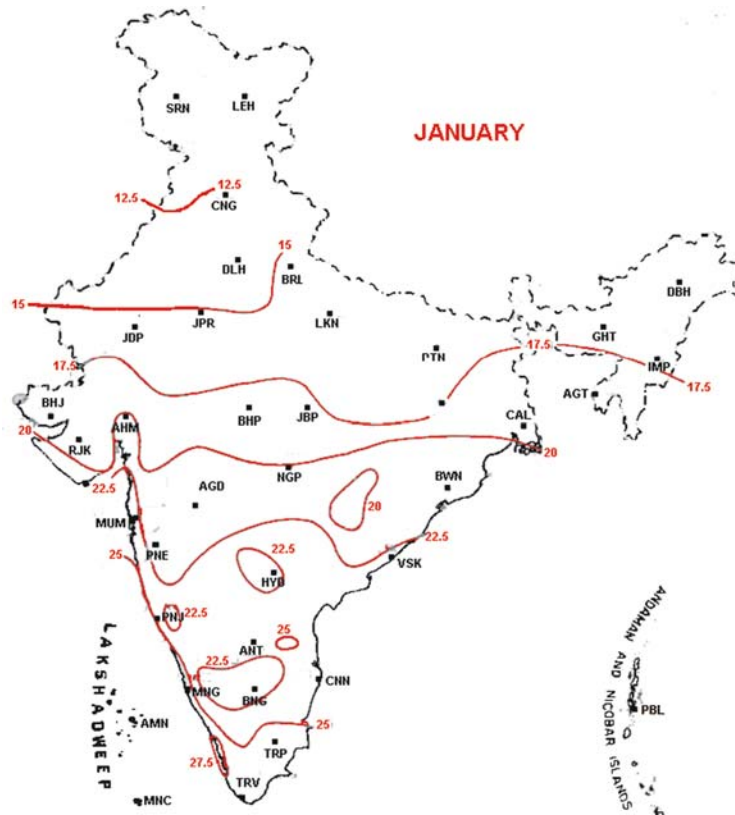 SRN
LEH
JANUARY
12.5
12.5
CNG
15
DLH
BRL
DBH
15
JPR
LKN
JDP
GHT
17.5
17.5
IMP
17.5
BHJ
AGT
BHP
JBP
AHM
CAL
20
RJK
20
NGP
22.5
AGD
BWN
20
MUM
22.5
25
PNE
22.5
VSK
HYD
22.5
PNJ
25
ANT
22.5
MNG
BNG
CNN
25
AMN
TRP
PBL
27.5
TRV
MNC
LAKSHADWEEP
ANDAMAN AND NICOBAR ISLANDS